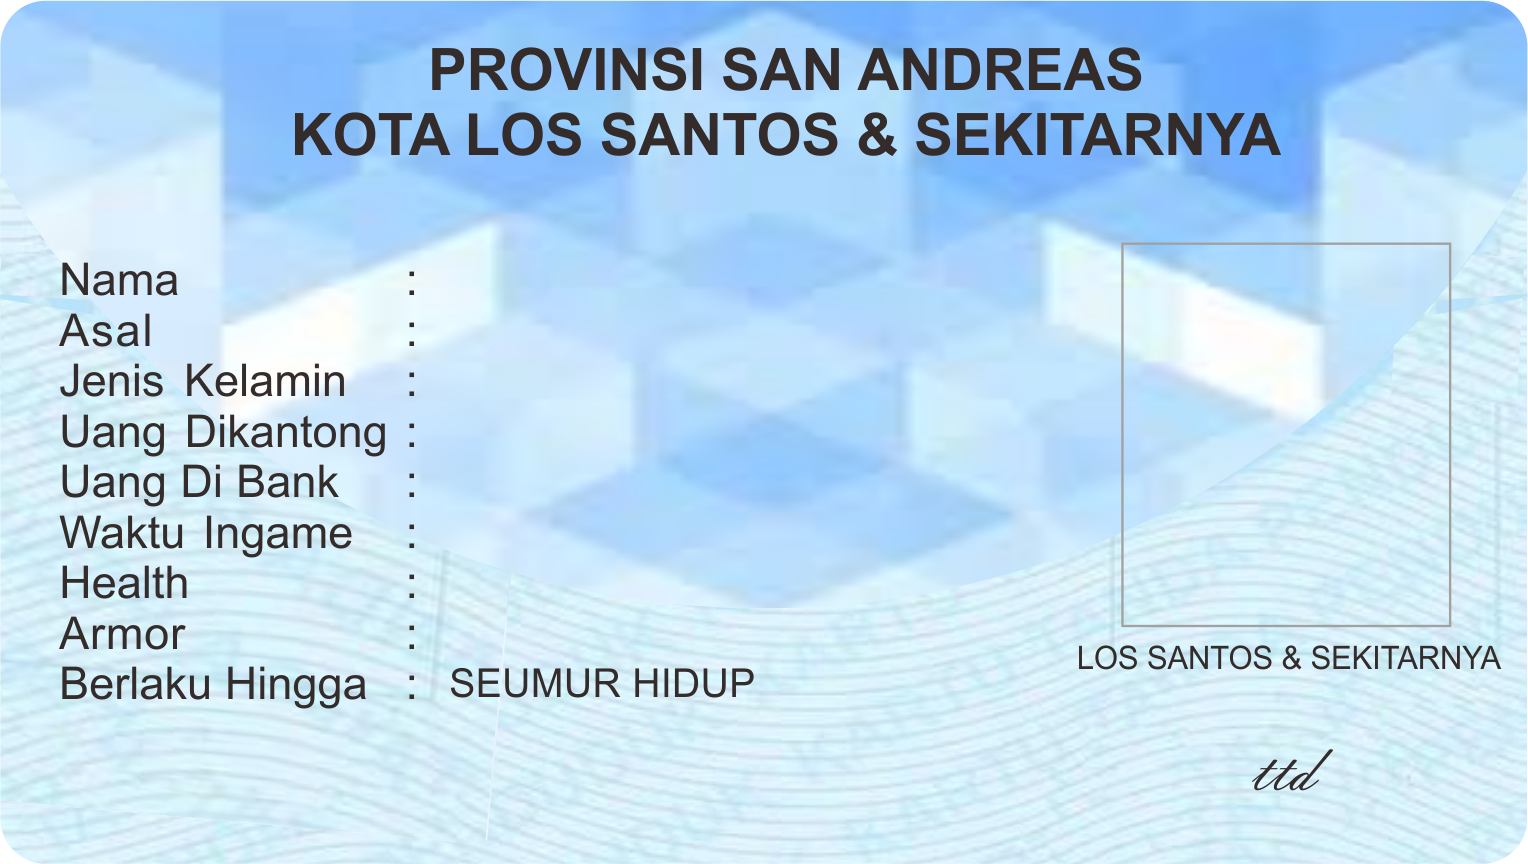 PROVINSI SAN ANDREAS
KOTA LOS SANTOS & SEKITARNYA
Nama :
Asal :
Jenis Kelamin :
Uang Dikantong :
Uang Di Bank :
Waktu Ingame :
Health :
Armor :
Berlaku Hingga : SEUMUR HIDUP
LOS SANTOS & SEKITARNYA
ttd